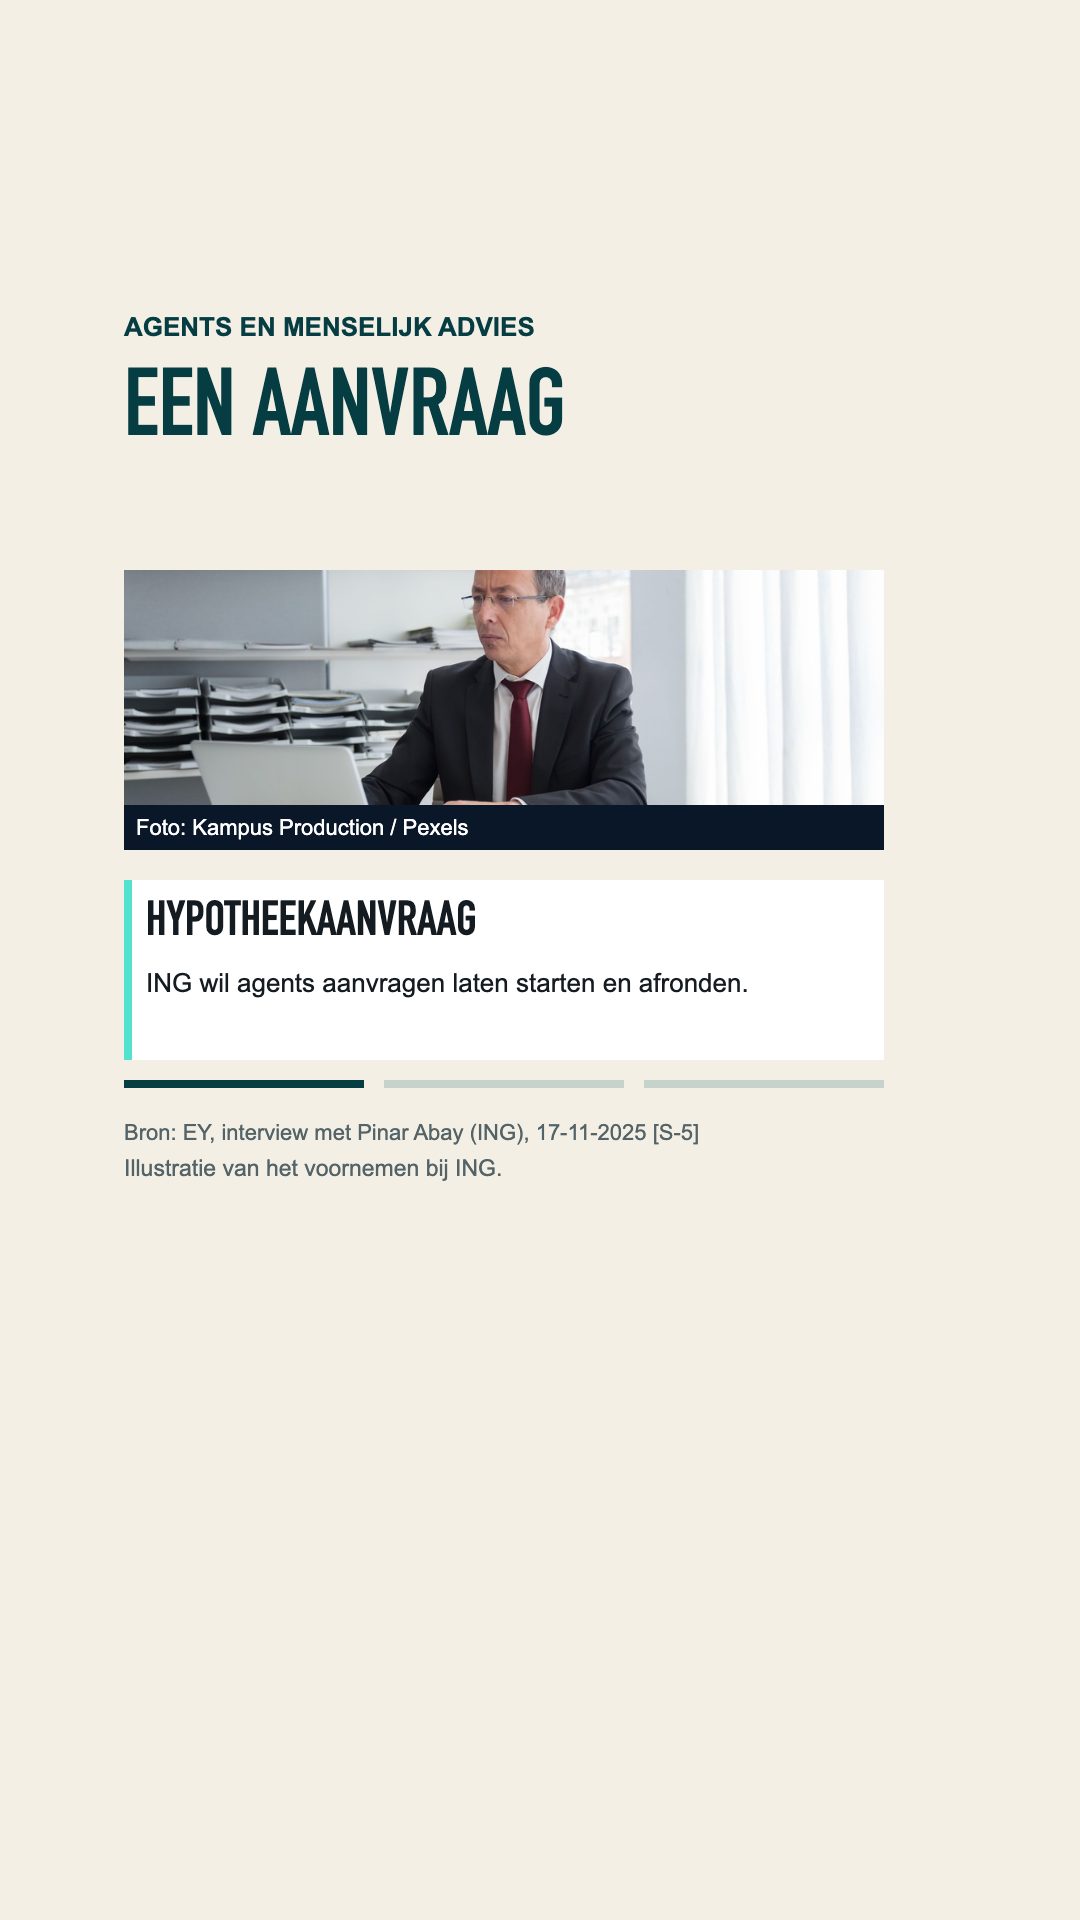 AGENTS EN MENSELIJK ADVIES
EEN AANVRAAG
Foto: Kampus Production / Pexels
HYPOTHEEKAANVRAAG
ING wil agents aanvragen laten starten en afronden.
Bron: EY, interview met Pinar Abay (ING), 17-11-2025 [S-5]
Illustratie van het voornemen bij ING.